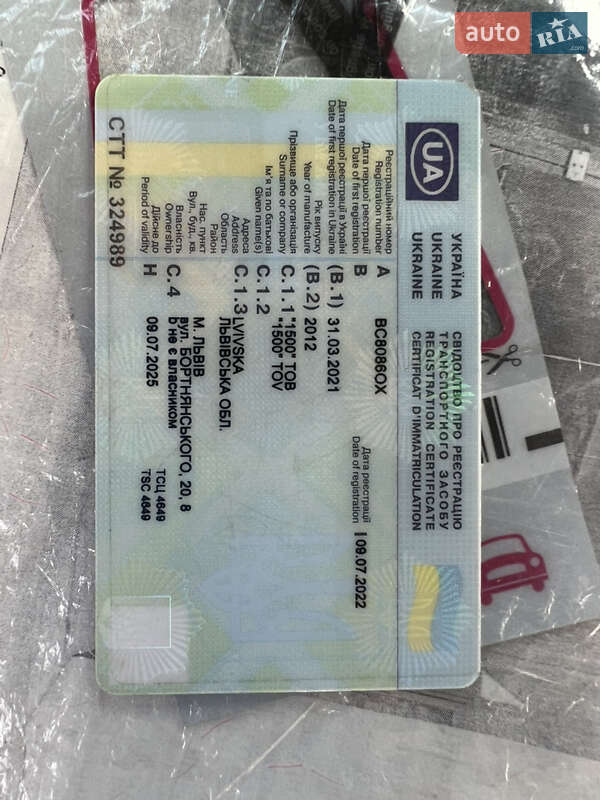 auto RIA.com
UA
УКРАЇНА
UKRAINE
UKRAINE
СВІДОЦТВО ПРО РЕЄСТРАЦІЮ
ТРАНСПОРТНОГО ЗАСОБУ
REGISTRATION CERTIFICATE
CERTIFICAT D'IMMATRICULATION
Реєстраційний номер
Registration number A BC8086OX
Дата першої реєстрації
Date of first registration B
Дата реєстрації
Date of registration I 09.07.2022
Дата першої реєстрації в Україні
Date of first registration in Ukraine (B.1) 31.03.2021
Рік випуску
Year of manufacture (B.2) 2012
Прізвище або організація C.1.1 "1500" ТОВ
Surname or company "1500" TOV
Ім'я та по батькові
Given name(s) C.1.2
Адреса C.1.3 LVIVSKA
Address
Область ЛЬВІВСЬКА ОБЛ.
Район
Нас. пункт М. ЛЬВІВ
Вул., буд., кв. вул. БОРТНЯНСЬКОГО, 20, 8
Власність C.4 b не є власником
Ownership
Дійсне до
Period of validity H 09.07.2025
ТСЦ 4649
TSC 4649
СТТ № 324989